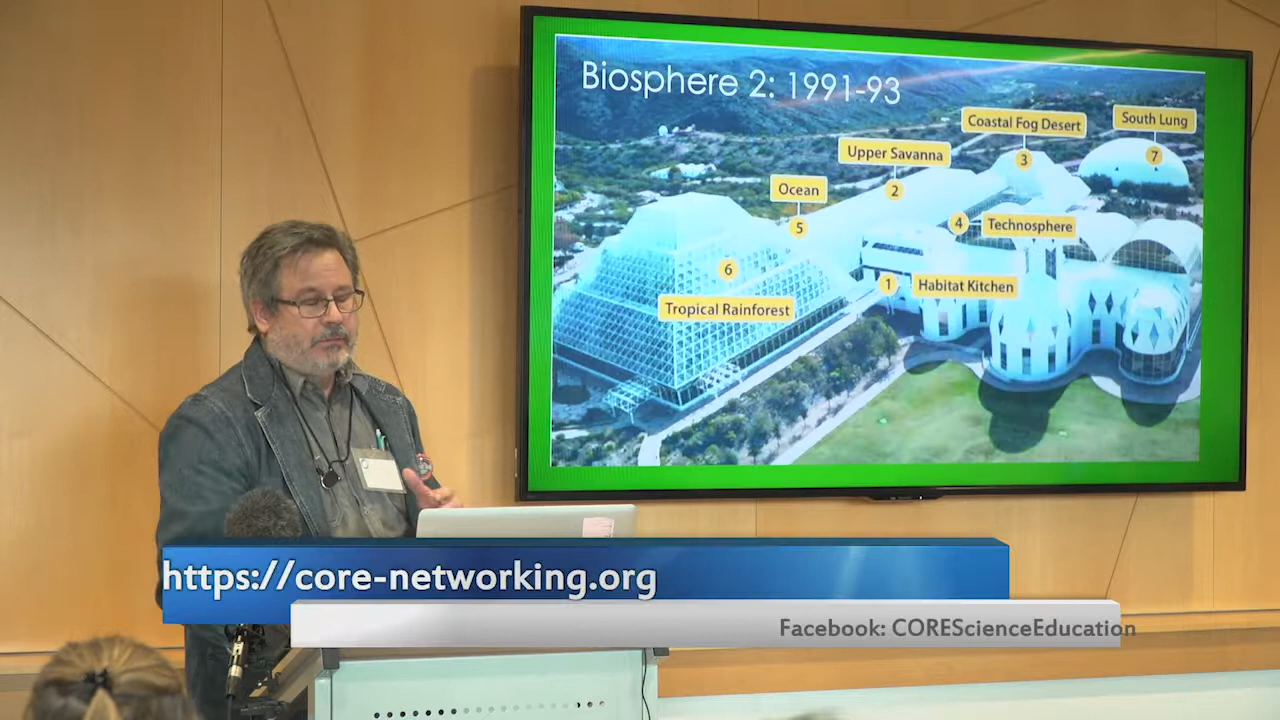 Biosphere 2: 1991-93
Coastal Fog Desert
South Lung
Upper Savanna
7
3
Ocean
2
5
4
Technosphere
6
1
Habitat Kitchen
Tropical Rainforest
https://core-networking.org
Facebook: COREScienceEducation